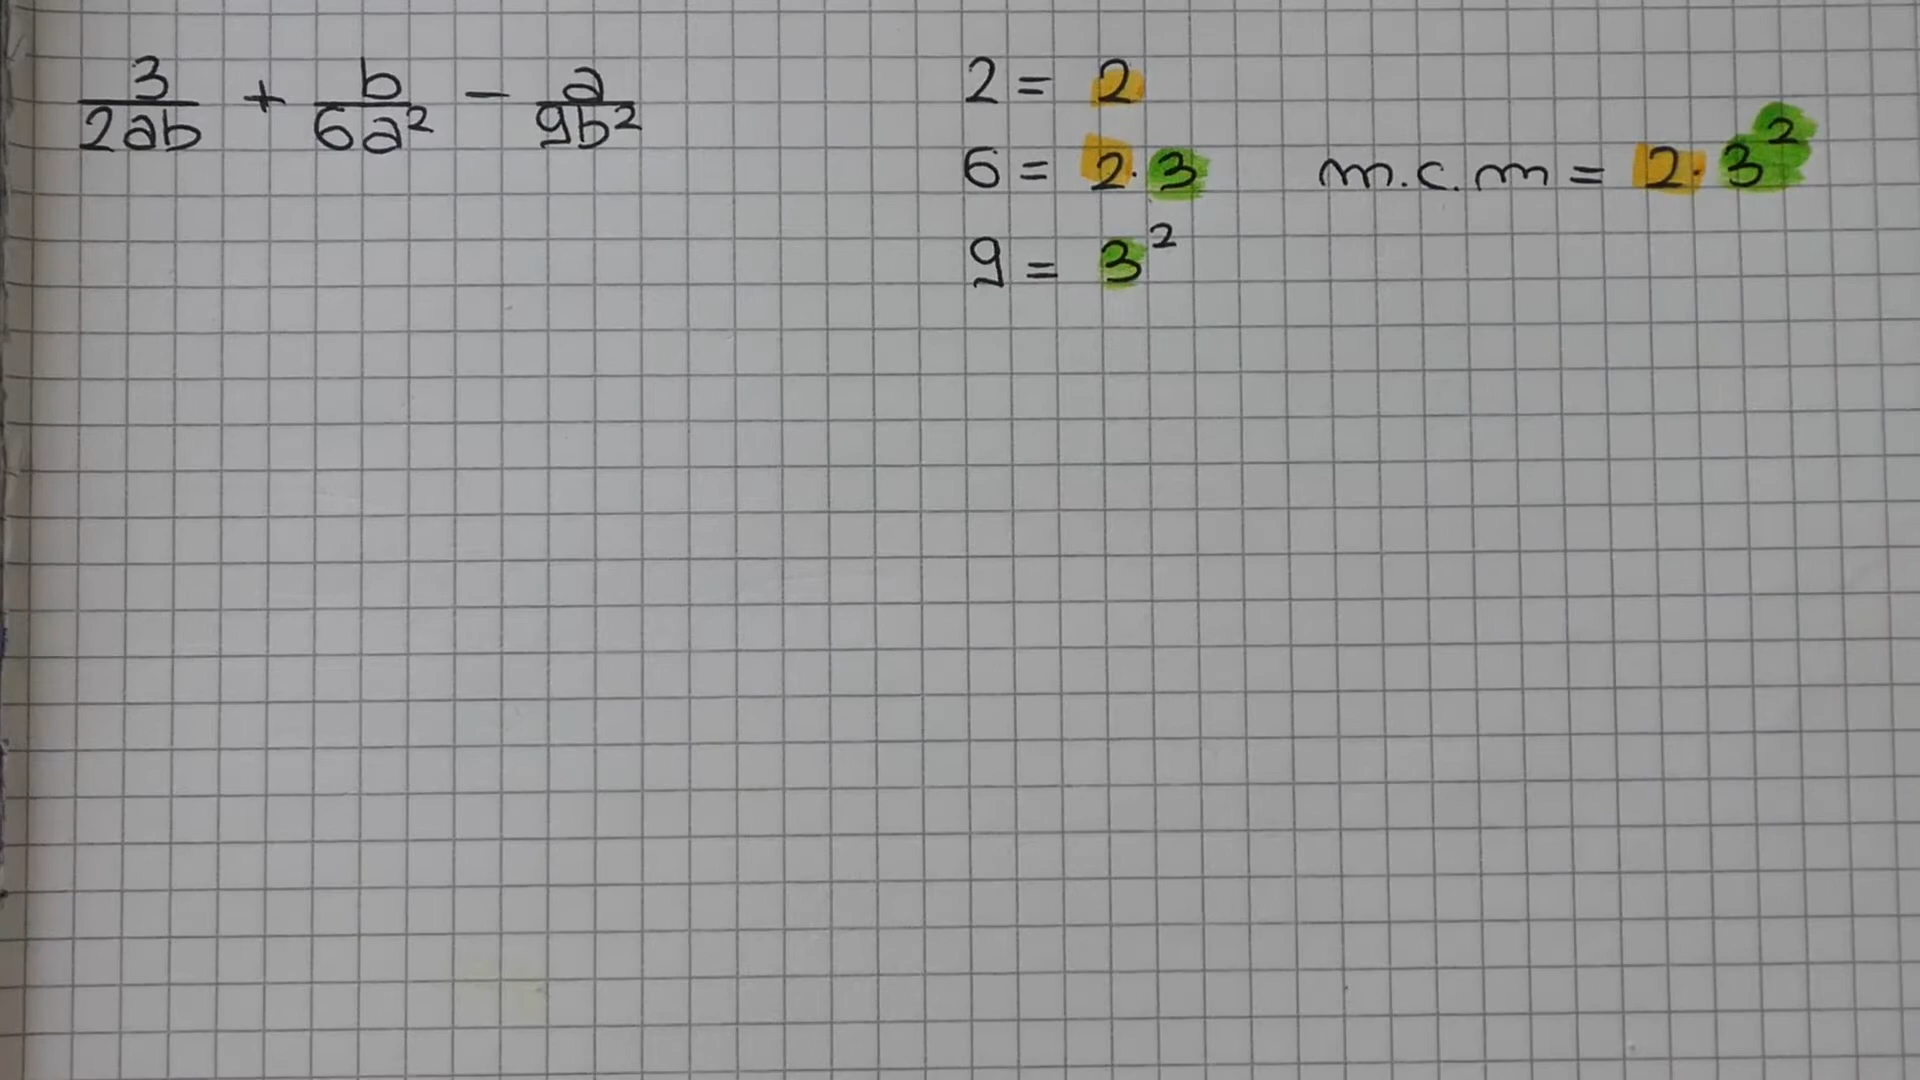 3/2ab + b/6a² − a/9b²
2 = 2
6 = 2·3
9 = 3²
m.c.m = 2·3²